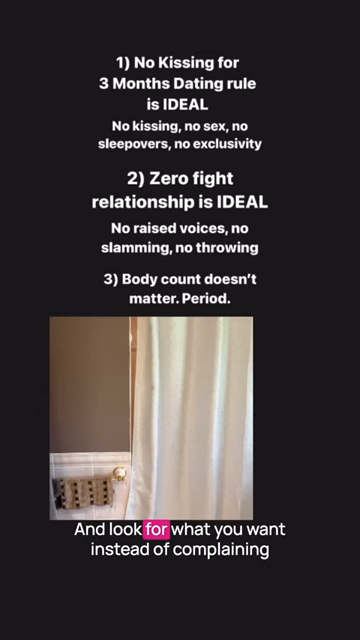 1) No Kissing for
3 Months Dating rule
is IDEAL
No kissing, no sex, no
sleepovers, no exclusivity
2) Zero fight
relationship is IDEAL
No raised voices, no
slamming, no throwing
3) Body count doesn't
matter. Period.
And look for what you want
instead of complaining